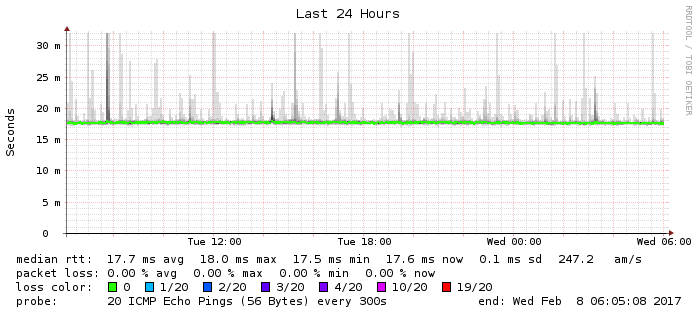 Last 24 Hours
RRDTOOL / TOBI OETIKER
Seconds
30 m
25 m
20 m
15 m
10 m
5 m
0
Tue 12:00 Tue 18:00 Wed 00:00 Wed 06:00
median rtt: 17.7 ms avg 18.0 ms max 17.5 ms min 17.6 ms now 0.1 ms sd 247.2 am/s
packet loss: 0.00 % avg 0.00 % max 0.00 % min 0.00 % now
loss color: 0 1/20 2/20 3/20 4/20 10/20 19/20
probe: 20 ICMP Echo Pings (56 Bytes) every 300s end: Wed Feb 8 06:05:08 2017